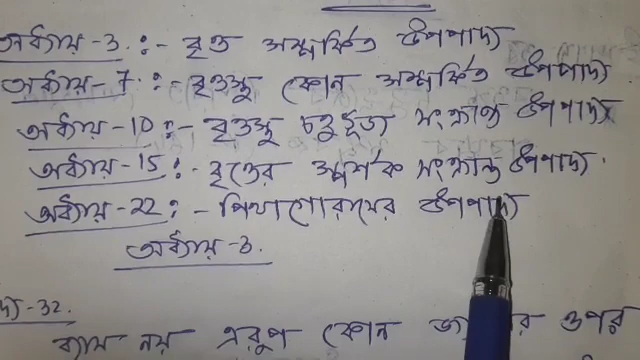 অধ্যায়-3:- বৃত্ত সম্পর্কিত উপপাদ্য
অধ্যায়-7:- বৃত্তস্থ কোন সম্পর্কিত উপপাদ্য
অধ্যায়-10:- বৃত্তস্থ চতুর্ভুজ সংক্রান্ত উপপাদ্য
অধ্যায়-15:- বৃত্তের স্পর্শক সংক্রান্ত উপপাদ্য.
অধ্যায়-22:- পিথাগোরাসের উপপাদ্য
অধ্যায়-3.
-32.
ব্যাস নয় এরূপ কোন ওপর